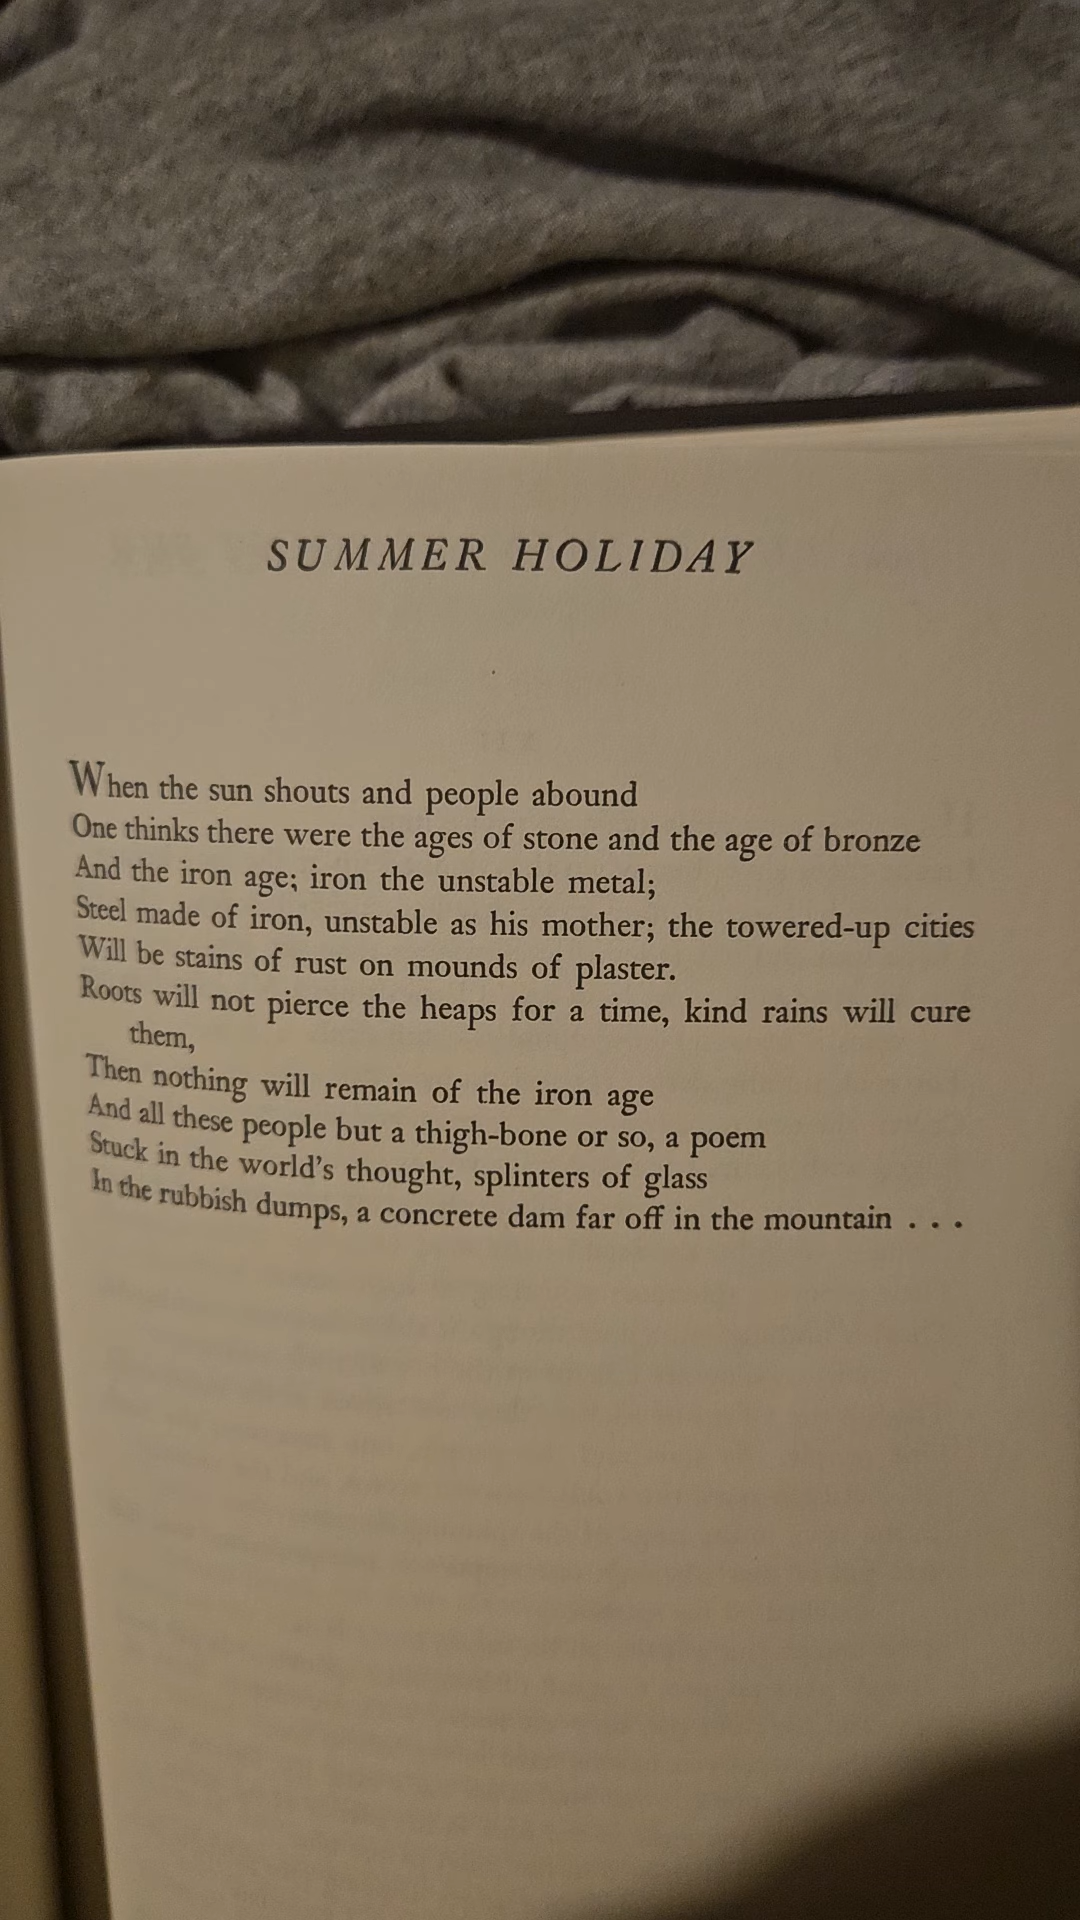 SUMMER HOLIDAY
When the sun shouts and people abound
One thinks there were the ages of stone and the age of bronze
And the iron age; iron the unstable metal;
Steel made of iron, unstable as his mother; the towered-up cities
Will be stains of rust on mounds of plaster.
Roots will not pierce the heaps for a time, kind rains will cure
them,
Then nothing will remain of the iron age
And all these people but a thigh-bone or so, a poem
Stuck in the world's thought, splinters of glass
In the rubbish dumps, a concrete dam far off in the mountain . . .